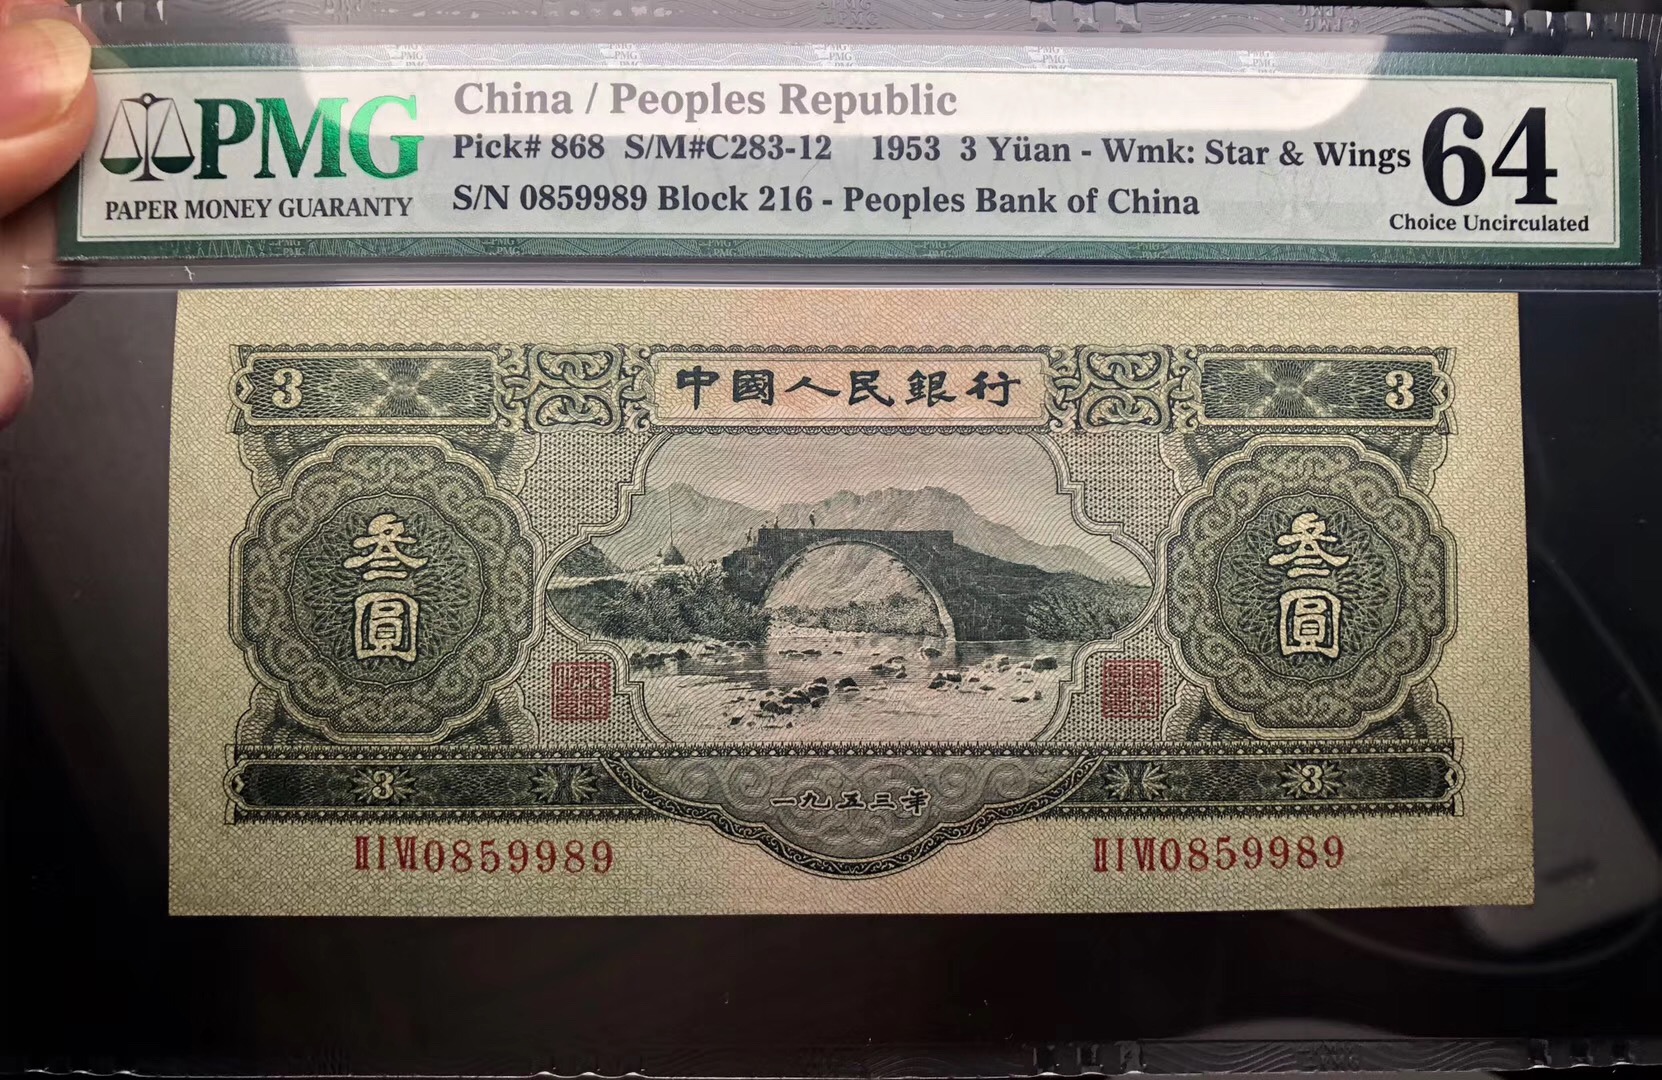 China / Peoples Republic
PMG
PAPER MONEY GUARANTY
Pick# 868 S/M#C283-12 1953 3 Yüan - Wmk: Star & Wings
S/N 0859989 Block 216 - Peoples Bank of China
64
Choice Uncirculated
3
中國人民銀行
3
叁圓
叁圓
3
一九五三年
3
ⅡⅠⅥ0859989
ⅡⅠⅥ0859989